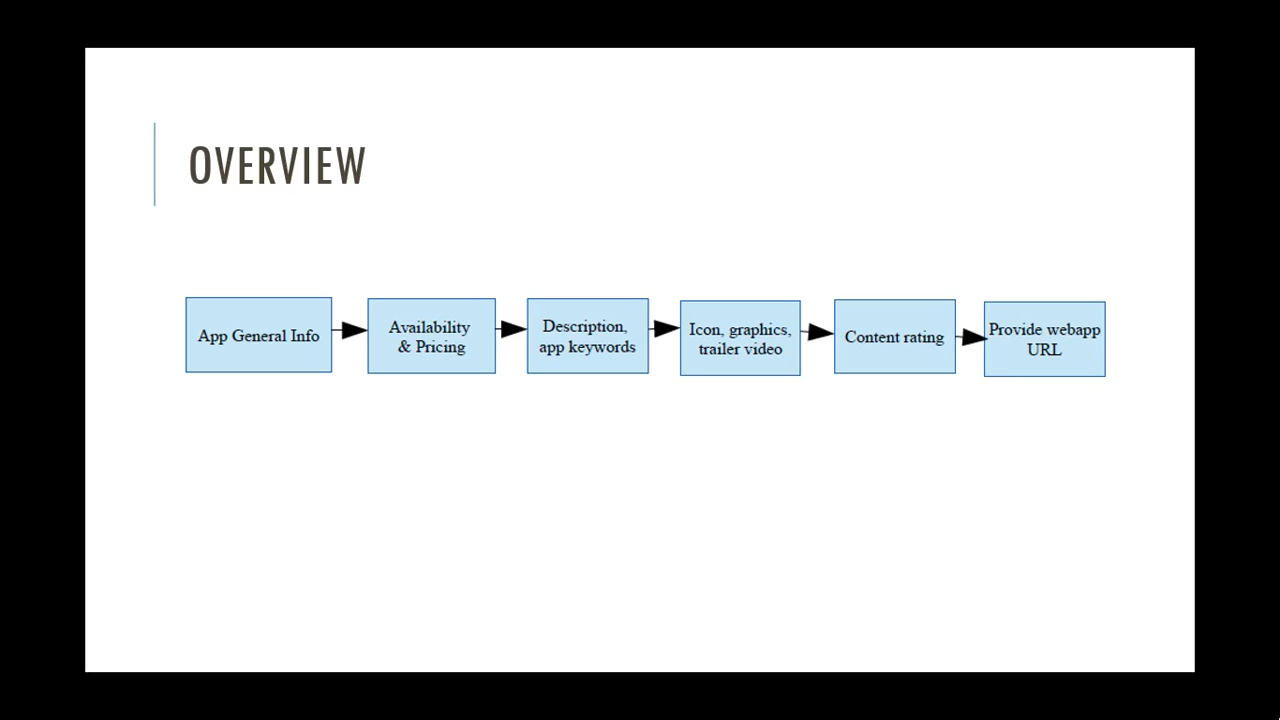 OVERVIEW
App General Info
Availability
& Pricing
Description,
app keywords
Icon, graphics,
trailer video
Content rating
Provide webapp
URL